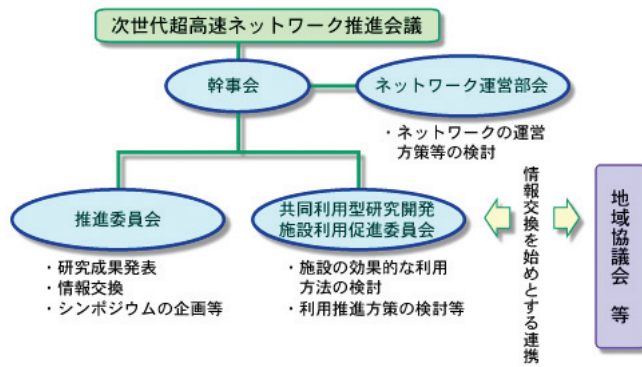 次世代超高速ネットワーク推進会議
幹事会
ネットワーク運営部会
・ネットワークの運営
方策等の検討
推進委員会
・研究成果発表
・情報交換
・シンポジウムの企画等
共同利用型研究開発
施設利用促進委員会
・施設の効果的な利用
方法の検討
・利用推進方策の検討等
情報交換を始めとする連携
地域協議会 等